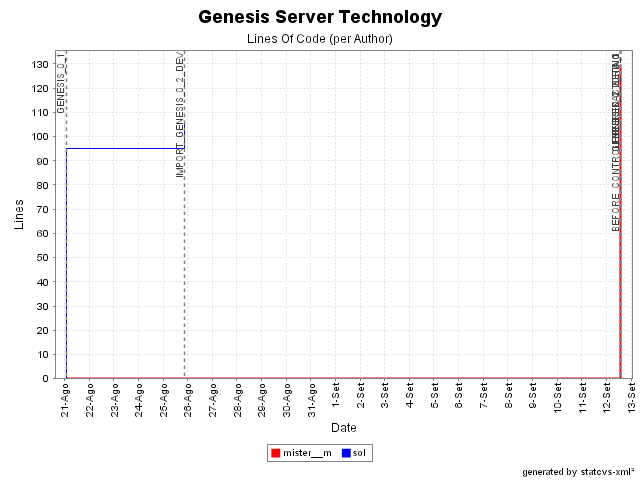 Genesis Server Technology
Lines Of Code (per Author)
GENESIS_0_1
IMPORT_GENESIS_0_2_DEV
Lines
130
120
110
100
90
80
70
60
50
40
30
20
10
0
21-Ago
22-Ago
23-Ago
24-Ago
25-Ago
26-Ago
27-Ago
28-Ago
29-Ago
30-Ago
31-Ago
1-Set
2-Set
3-Set
4-Set
5-Set
6-Set
7-Set
8-Set
9-Set
10-Set
11-Set
12-Set
13-Set
Date
mister__m
sol
generated by statcvs-xml²